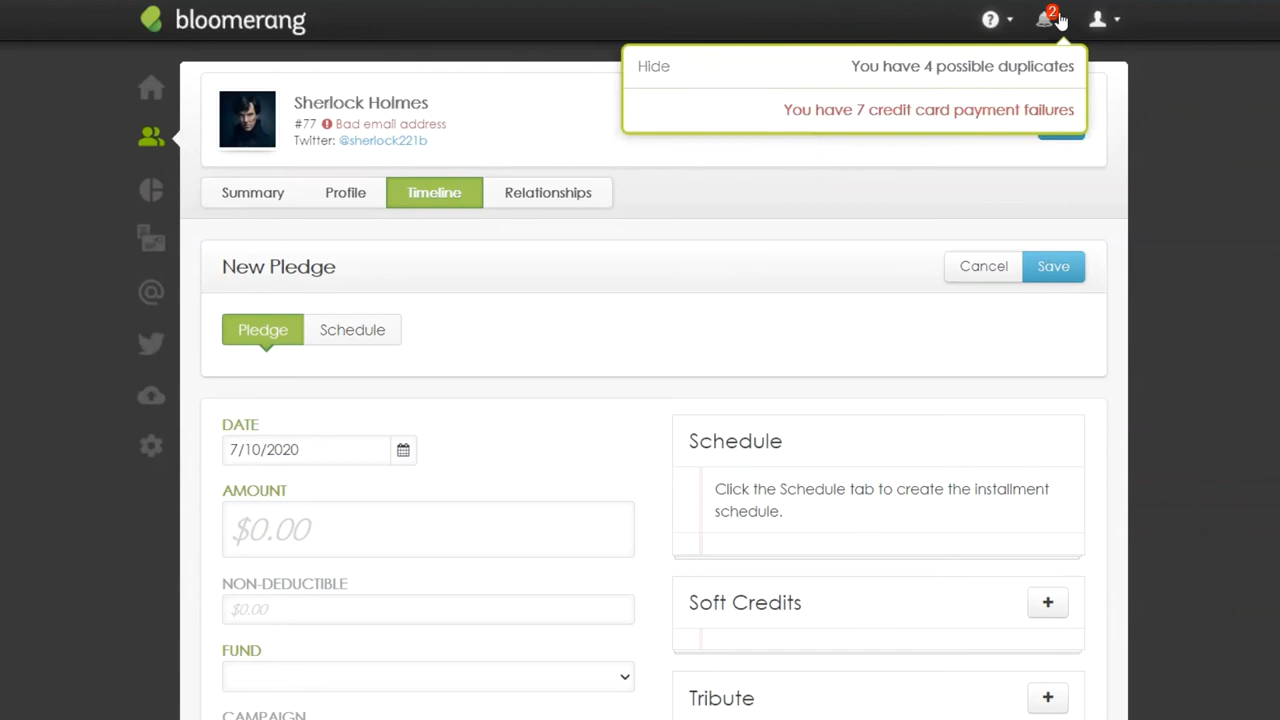 bloomerang
?
2
Hide You have 4 possible duplicates
You have 7 credit card payment failures
Sherlock Holmes
#77 Bad email address
Twitter: @sherlock221b
Summary Profile Timeline Relationships
New Pledge Cancel Save
Pledge Schedule
DATE
7/10/2020
AMOUNT
$0.00
NON-DEDUCTIBLE
$0.00
FUND
CAMPAIGN
Schedule
Click the Schedule tab to create the installment
schedule.
Soft Credits +
Tribute +